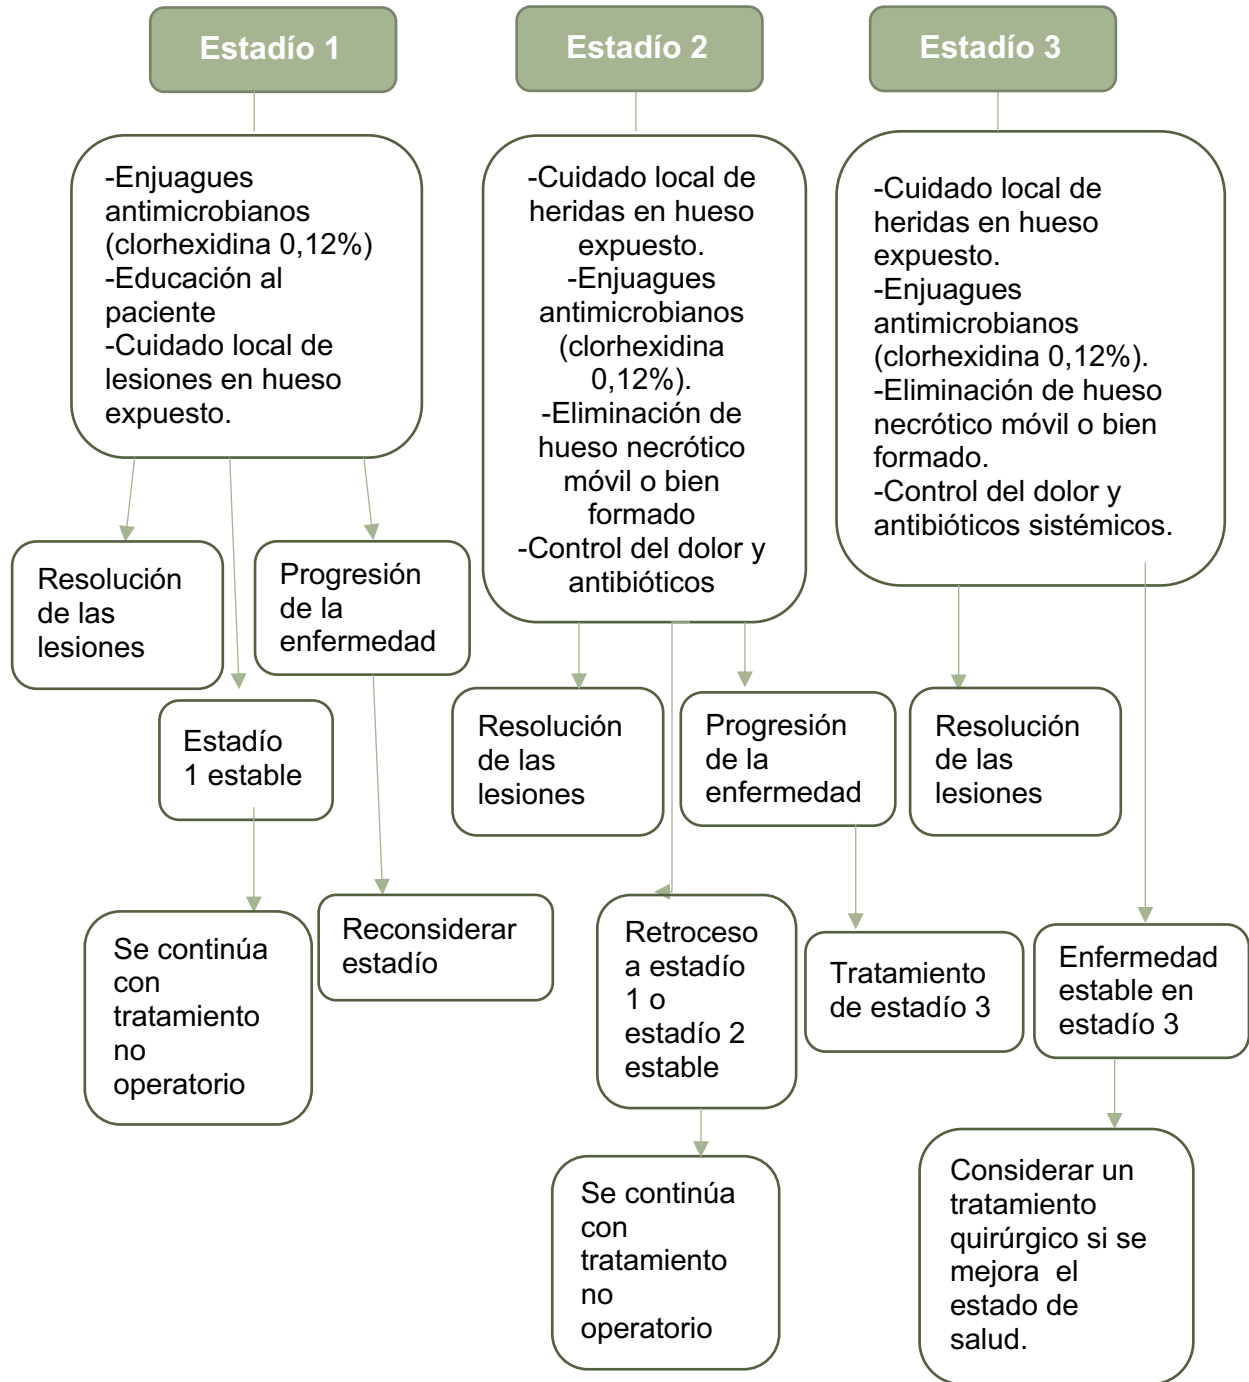 Estadío 1
Estadío 2
Estadío 3
-Enjuagues
antimicrobianos
(clorhexidina 0,12%)
-Educación al
paciente
-Cuidado local de
lesiones en hueso
expuesto.
-Cuidado local de
heridas en hueso
expuesto.
-Enjuagues
antimicrobianos
(clorhexidina
0,12%).
-Eliminación de
hueso necrótico
móvil o bien
formado
-Control del dolor y
antibióticos
-Cuidado local de
heridas en hueso
expuesto.
-Enjuagues
antimicrobianos
(clorhexidina 0,12%).
-Eliminación de hueso
necrótico móvil o bien
formado.
-Control del dolor y
antibióticos sistémicos.
Resolución
de las
lesiones
Progresión
de la
enfermedad
Estadío
1 estable
Resolución
de las
lesiones
Progresión
de la
enfermedad
Resolución
de las
lesiones
Se continúa
con
tratamiento
no
operatorio
Reconsiderar
estadío
Retroceso
a estadío
1 o
estadío 2
estable
Tratamiento
de estadío 3
Enfermedad
estable en
estadío 3
Se continúa
con
tratamiento
no
operatorio
Considerar un
tratamiento
quirúrgico si se
mejora el
estado de
salud.